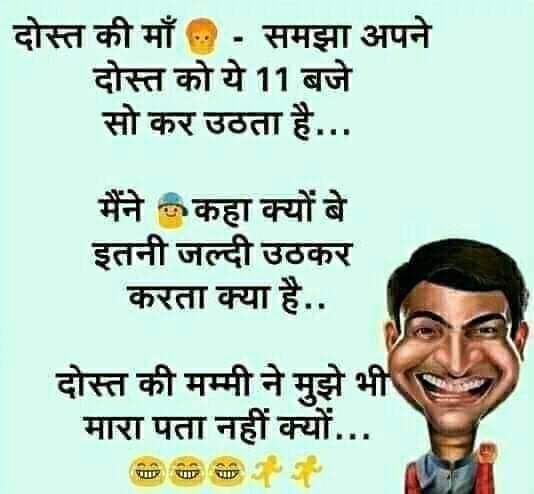 दोस्त की माँ 👵 - समझा अपने
दोस्त को ये 11 बजे
सो कर उठता है...
मैंने 👷 कहा क्यों बे
इतनी जल्दी उठकर
करता क्या है..
दोस्त की मम्मी ने मुझे भी
मारा पता नहीं क्यों...
😁😁😁🏃🏃